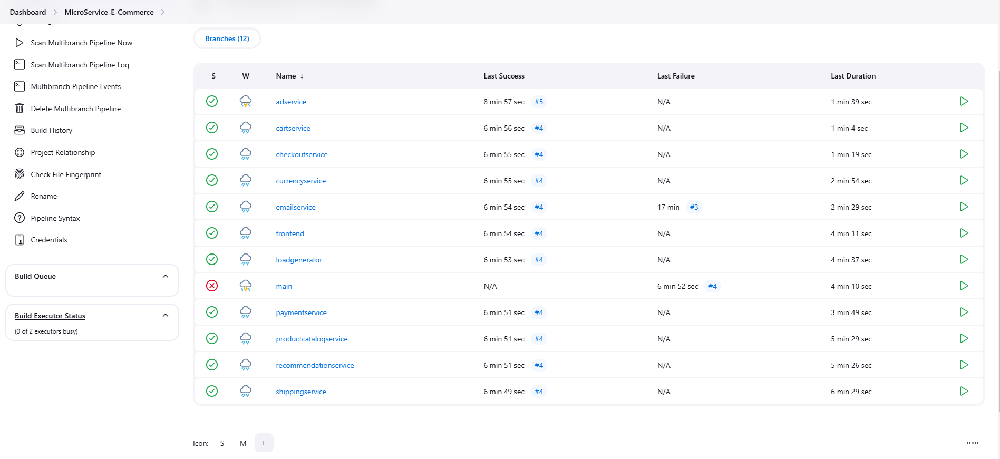 Dashboard
MicroService-E-Commerce
Scan Multibranch Pipeline Now
Scan Multibranch Pipeline Log
Multibranch Pipeline Events
Delete Multibranch Pipeline
Build History
Project Relationship
Check File Fingerprint
Rename
Pipeline Syntax
Credentials
Build Queue
Build Executor Status
(0 of 2 executors busy)
Branches (12)
S W Name ↓ Last Success Last Failure Last Duration
adservice 8 min 57 sec #5 N/A 1 min 39 sec
cartservice 6 min 56 sec #4 N/A 1 min 4 sec
checkoutservice 6 min 55 sec #4 N/A 1 min 19 sec
currencyservice 6 min 55 sec #4 N/A 2 min 54 sec
emailservice 6 min 54 sec #4 17 min #3 2 min 29 sec
frontend 6 min 54 sec #4 N/A 4 min 11 sec
loadgenerator 6 min 53 sec #4 N/A 4 min 37 sec
main N/A 6 min 52 sec #4 4 min 10 sec
paymentservice 6 min 51 sec #4 N/A 3 min 49 sec
productcatalogservice 6 min 51 sec #4 N/A 5 min 29 sec
recommendationservice 6 min 51 sec #4 N/A 5 min 26 sec
shippingservice 6 min 49 sec #4 N/A 6 min 29 sec
Icon: S M L